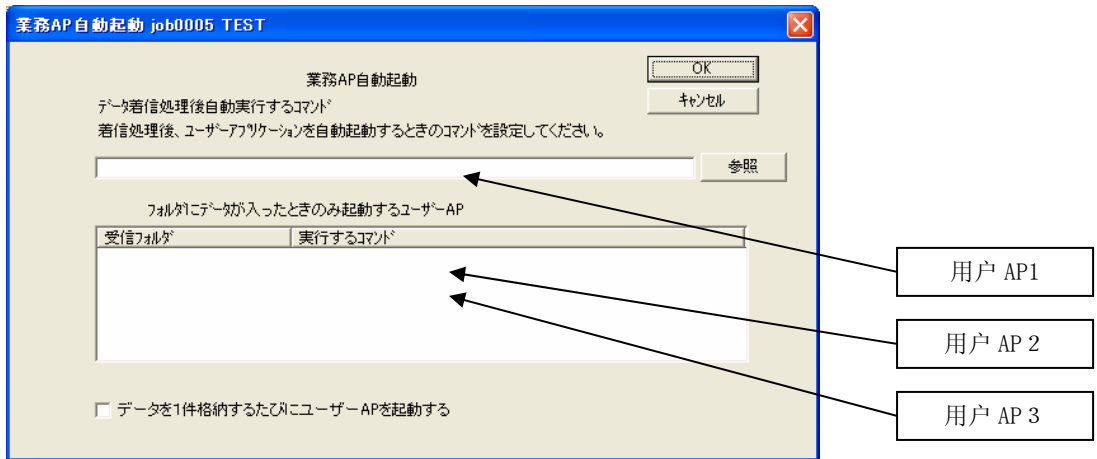 業務AP自動起動 job0005 TEST
業務AP自動起動
OK
ﾃﾞｰﾀ着信処理後自動実行するｺﾏﾝﾄﾞ
ｷｬﾝｾﾙ
着信処理後、ﾕｰｻﾞｰｱﾌﾟﾘｹｰｼｮﾝを自動起動するときのｺﾏﾝﾄﾞを設定してください。
参照
ﾌｫﾙﾀﾞにﾃﾞｰﾀが入ったときのみ起動するﾕｰｻﾞｰAP
受信ﾌｫﾙﾀﾞ 実行するｺﾏﾝﾄﾞ
用户 AP1
用户 AP２
データを1件格納するたびにユーザーAPを起動する
用户 AP３